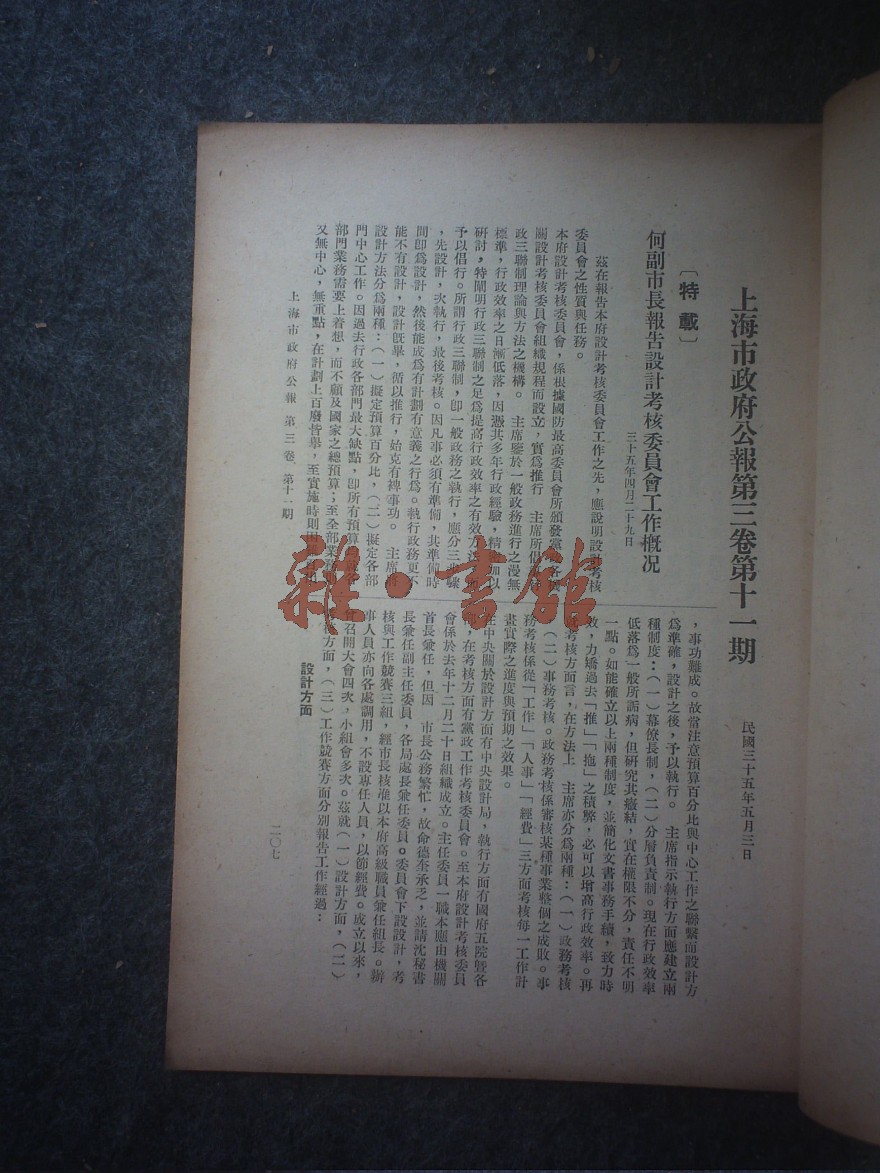 上海市政府公報第三卷第十一期
民國三十五年五月三日
〔特載〕
何副市長報告設計考核委員會工作概況
三十五年四月二十九日
茲在報告本府設計考核委員會工作之先，應說明設計考核
委員會之性質與任務。
本府設計考核委員會，係根據國防最高委員會所頒發黨政各機
關設計考核委員會組織規程而設立，實爲推行　主席所倡行
政三聯制理論與方法之機構。　主席鑒於一般政務進行之漫無
標準，行政效率之日漸低落，因憑其多年行政經驗，精密加以
研討，特闡明行政三聯制之足爲提高行政效率之有效方法
予以倡行。所謂行政三聯制，即一般政務之執行，應分三步驟
，先設計，次執行，最後考核。因凡事必須有準備，其準備時
間即爲設計，然後能成爲有計劃有意義之行爲。執行政務更不
能不有設計，設計旣畢，循以推行，始克有裨事功。　主席將
設計方法分爲兩種：（一）擬定預算百分比，（二）擬定各部
門中心工作。因過去行政各部門最大缺點，即所有預算
部門業務需要上着想，而不顧及國家之總預算；至全部業務
又無中心，無重點，在計劃上百廢皆舉，至實施時則
，事功難成。故當注意預算百分比與中心工作之聯繫而設計方
爲準確，設計之後，予以執行。　主席指示執行方面應建立兩
種制度：（一）幕僚長制，（二）分層負責制。現在行政效率
低落爲一般所詬病，但研究其癥結，實在權限不分，責任不明
一點。如能確立以上兩種制度，並簡化文書事務手續，致力時
效，力矯過去「推」「拖」之積弊，必可以增高行政效率。再
就考核方面言，在方法上　主席亦分爲兩種：（一）政務考核
（二）事務考核。政務考核係審核某種事業整個之成敗。事
務考核係從「工作」「人事」「經費」三方面考核每一工作計
畫實際之進度與預期之效果。
在中央關於設計方面有中央設計局，執行方面有國府五院暨各
部，在考核方面有黨政工作考核委員會。至本府設計考核委員
會係於去年十二月二十日組織成立。主任委員一職本應由機關
首長兼任，但因　市長公務繁忙，故命德奎承乏，並請沈秘書
長兼任副主任委員，各局處長兼任委員。委員會下設設計，考
核與工作競賽三組，經市長核准以本府高級職員兼任組長。辦
事人員亦向各處調用，不設專任人員，以節經費。成立以來，
曾召開大會四次，小組會多次。茲就（一）設計方面，（二）
考核方面，（三）工作競賽方面分別報告工作經過：
設計方面
上海市政府公報　第三卷　第十一期
二〇七
雜·書館